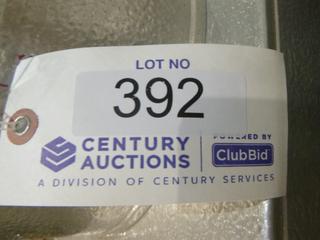 LOT NO
392
CENTURY AUCTIONS
POWERED BY
ClubBid
A DIVISION OF CENTURY SERVICES